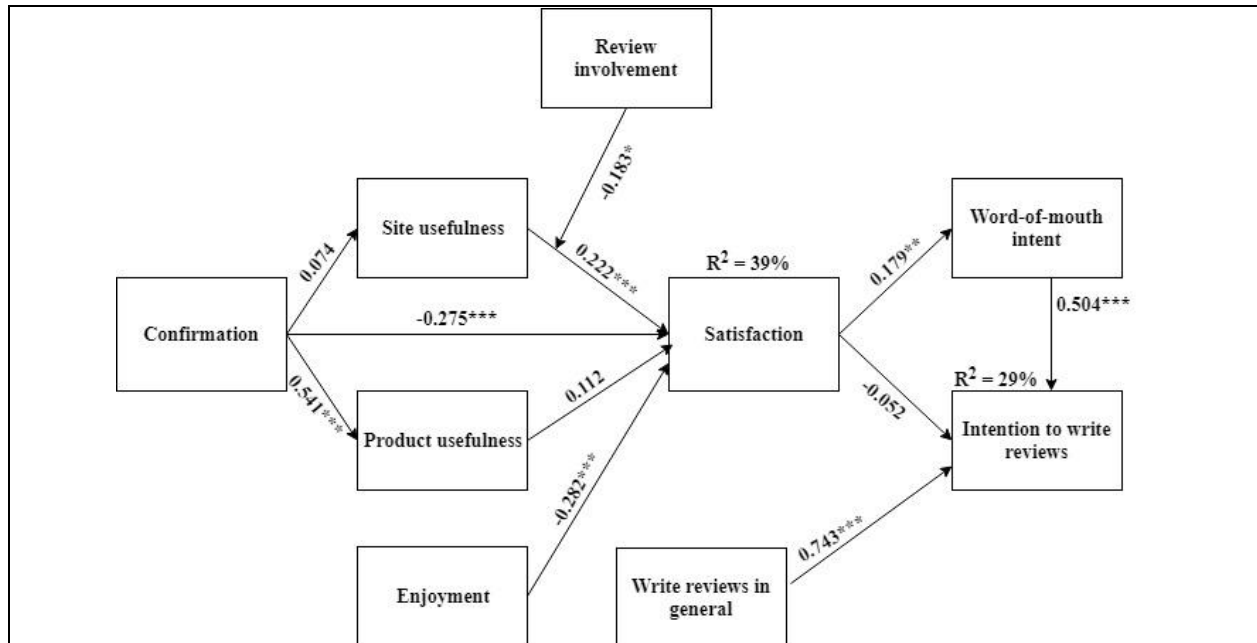 Review
involvement
-0.183*
Site usefulness
Word-of-mouth
intent
0.074
0.222***
R² = 39%
0.179**
0.504***
Confirmation
-0.275***
Satisfaction
0.541***
0.112
-0.052
R² = 29%
Product usefulness
Intention to write
reviews
-0.282***
0.743***
Enjoyment
Write reviews in
general